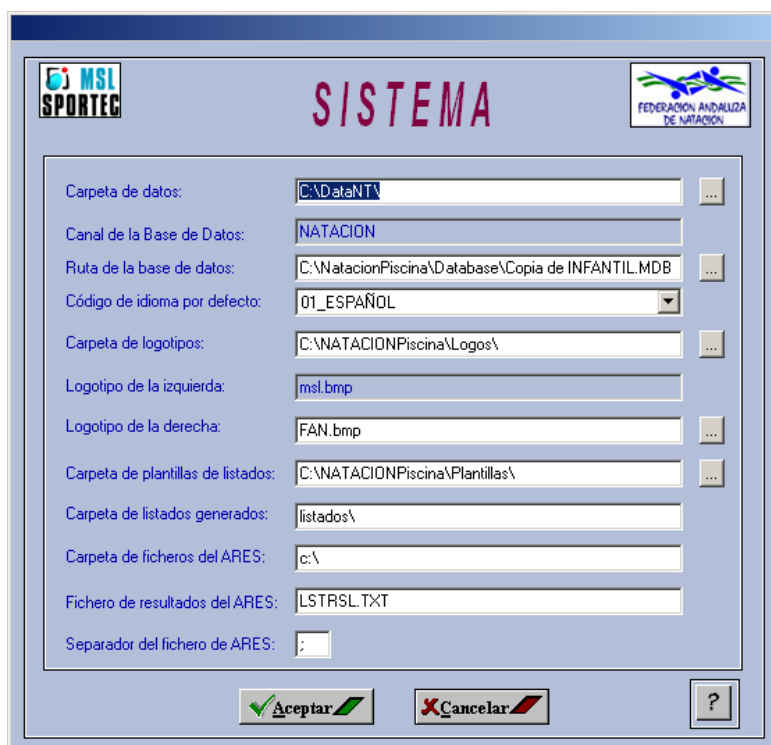 MSL
SPORTEC
SISTEMA
FEDERACIÓN ANDALUZA
DE NATACIÓN
Carpeta de datos: C:\DataNT\ ...
Canal de la Base de Datos: NATACION
Ruta de la base de datos: C:\NatacionPiscina\Database\Copia de INFANTIL.MDB ...
Código de idioma por defecto: 01_ESPAÑOL
Carpeta de logotipos: C:\NATACIONPiscina\Logos\ ...
Logotipo de la izquierda: msl.bmp
Logotipo de la derecha: FAN.bmp ...
Carpeta de plantillas de listados: C:\NATACIONPiscina\Plantillas\ ...
Carpeta de listados generados: listados\
Carpeta de ficheros del ARES: c:\
Fichero de resultados del ARES: LSTRSL.TXT
Separador del fichero de ARES: ;
Aceptar Cancelar ?